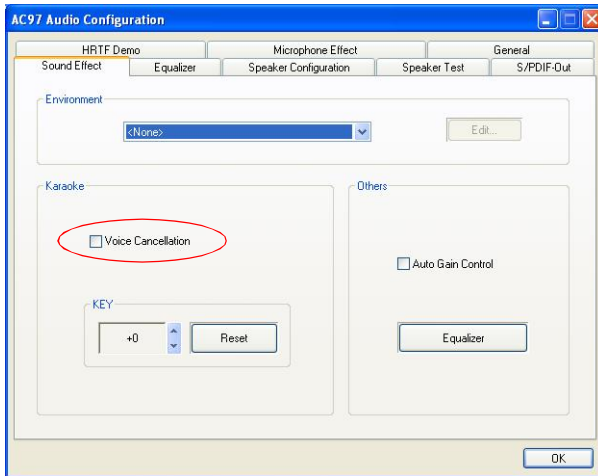 AC97 Audio Configuration
HRTF Demo Microphone Effect General
Sound Effect Equalizer Speaker Configuration Speaker Test S/PDIF-Out
Environment
<None> Edit...
Karaoke Others
Voice Cancellation
Auto Gain Control
KEY
+0 Reset Equalizer
OK